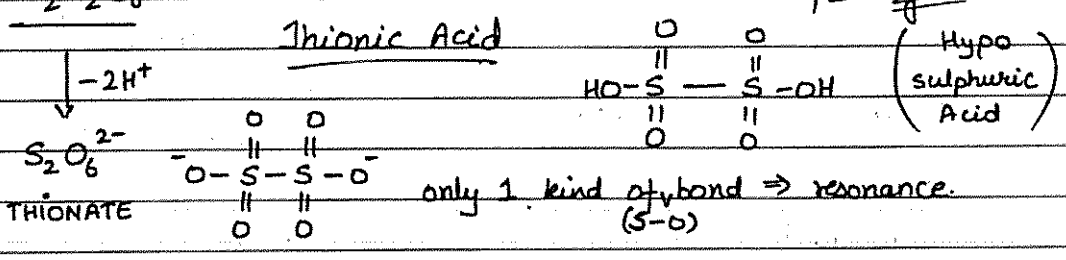 Thionic Acid
O O
|| ||
HO-S — S-OH
|| ||
O O
(Hypo
sulphuric
Acid)
-2H+
S2O6^2-
THIONATE
O O
|| ||
-O-S-S-O-
|| ||
O O
only 1 kind of bond ⇒ resonance.
(S-O)